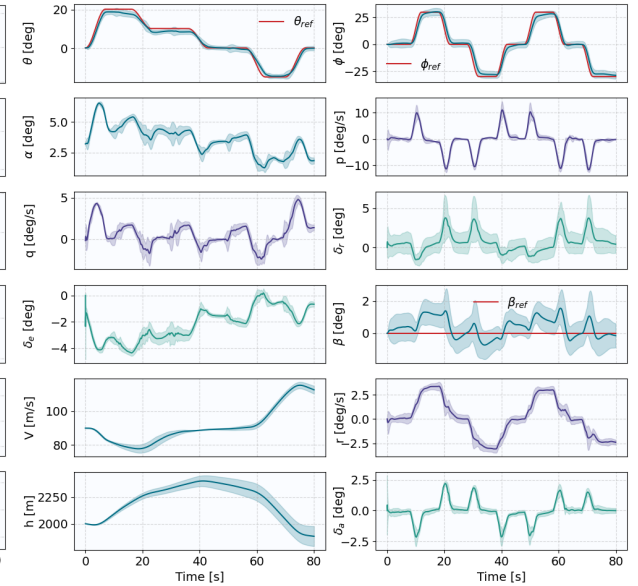 θ [deg]
20
0
θref
ϕ [deg]
25
0
−25
ϕref
α [deg]
5.0
2.5
p [deg/s]
10
0
−10
q [deg/s]
5
0
δr [deg]
5
0
δe [deg]
0
−2
−4
β [deg]
2
0
βref
V [m/s]
100
80
r [deg/s]
2.5
0.0
−2.5
h [m]
2250
2000
δa [deg]
2.5
0.0
−2.5
0 20 40 60 80
0 20 40 60 80
Time [s]
Time [s]